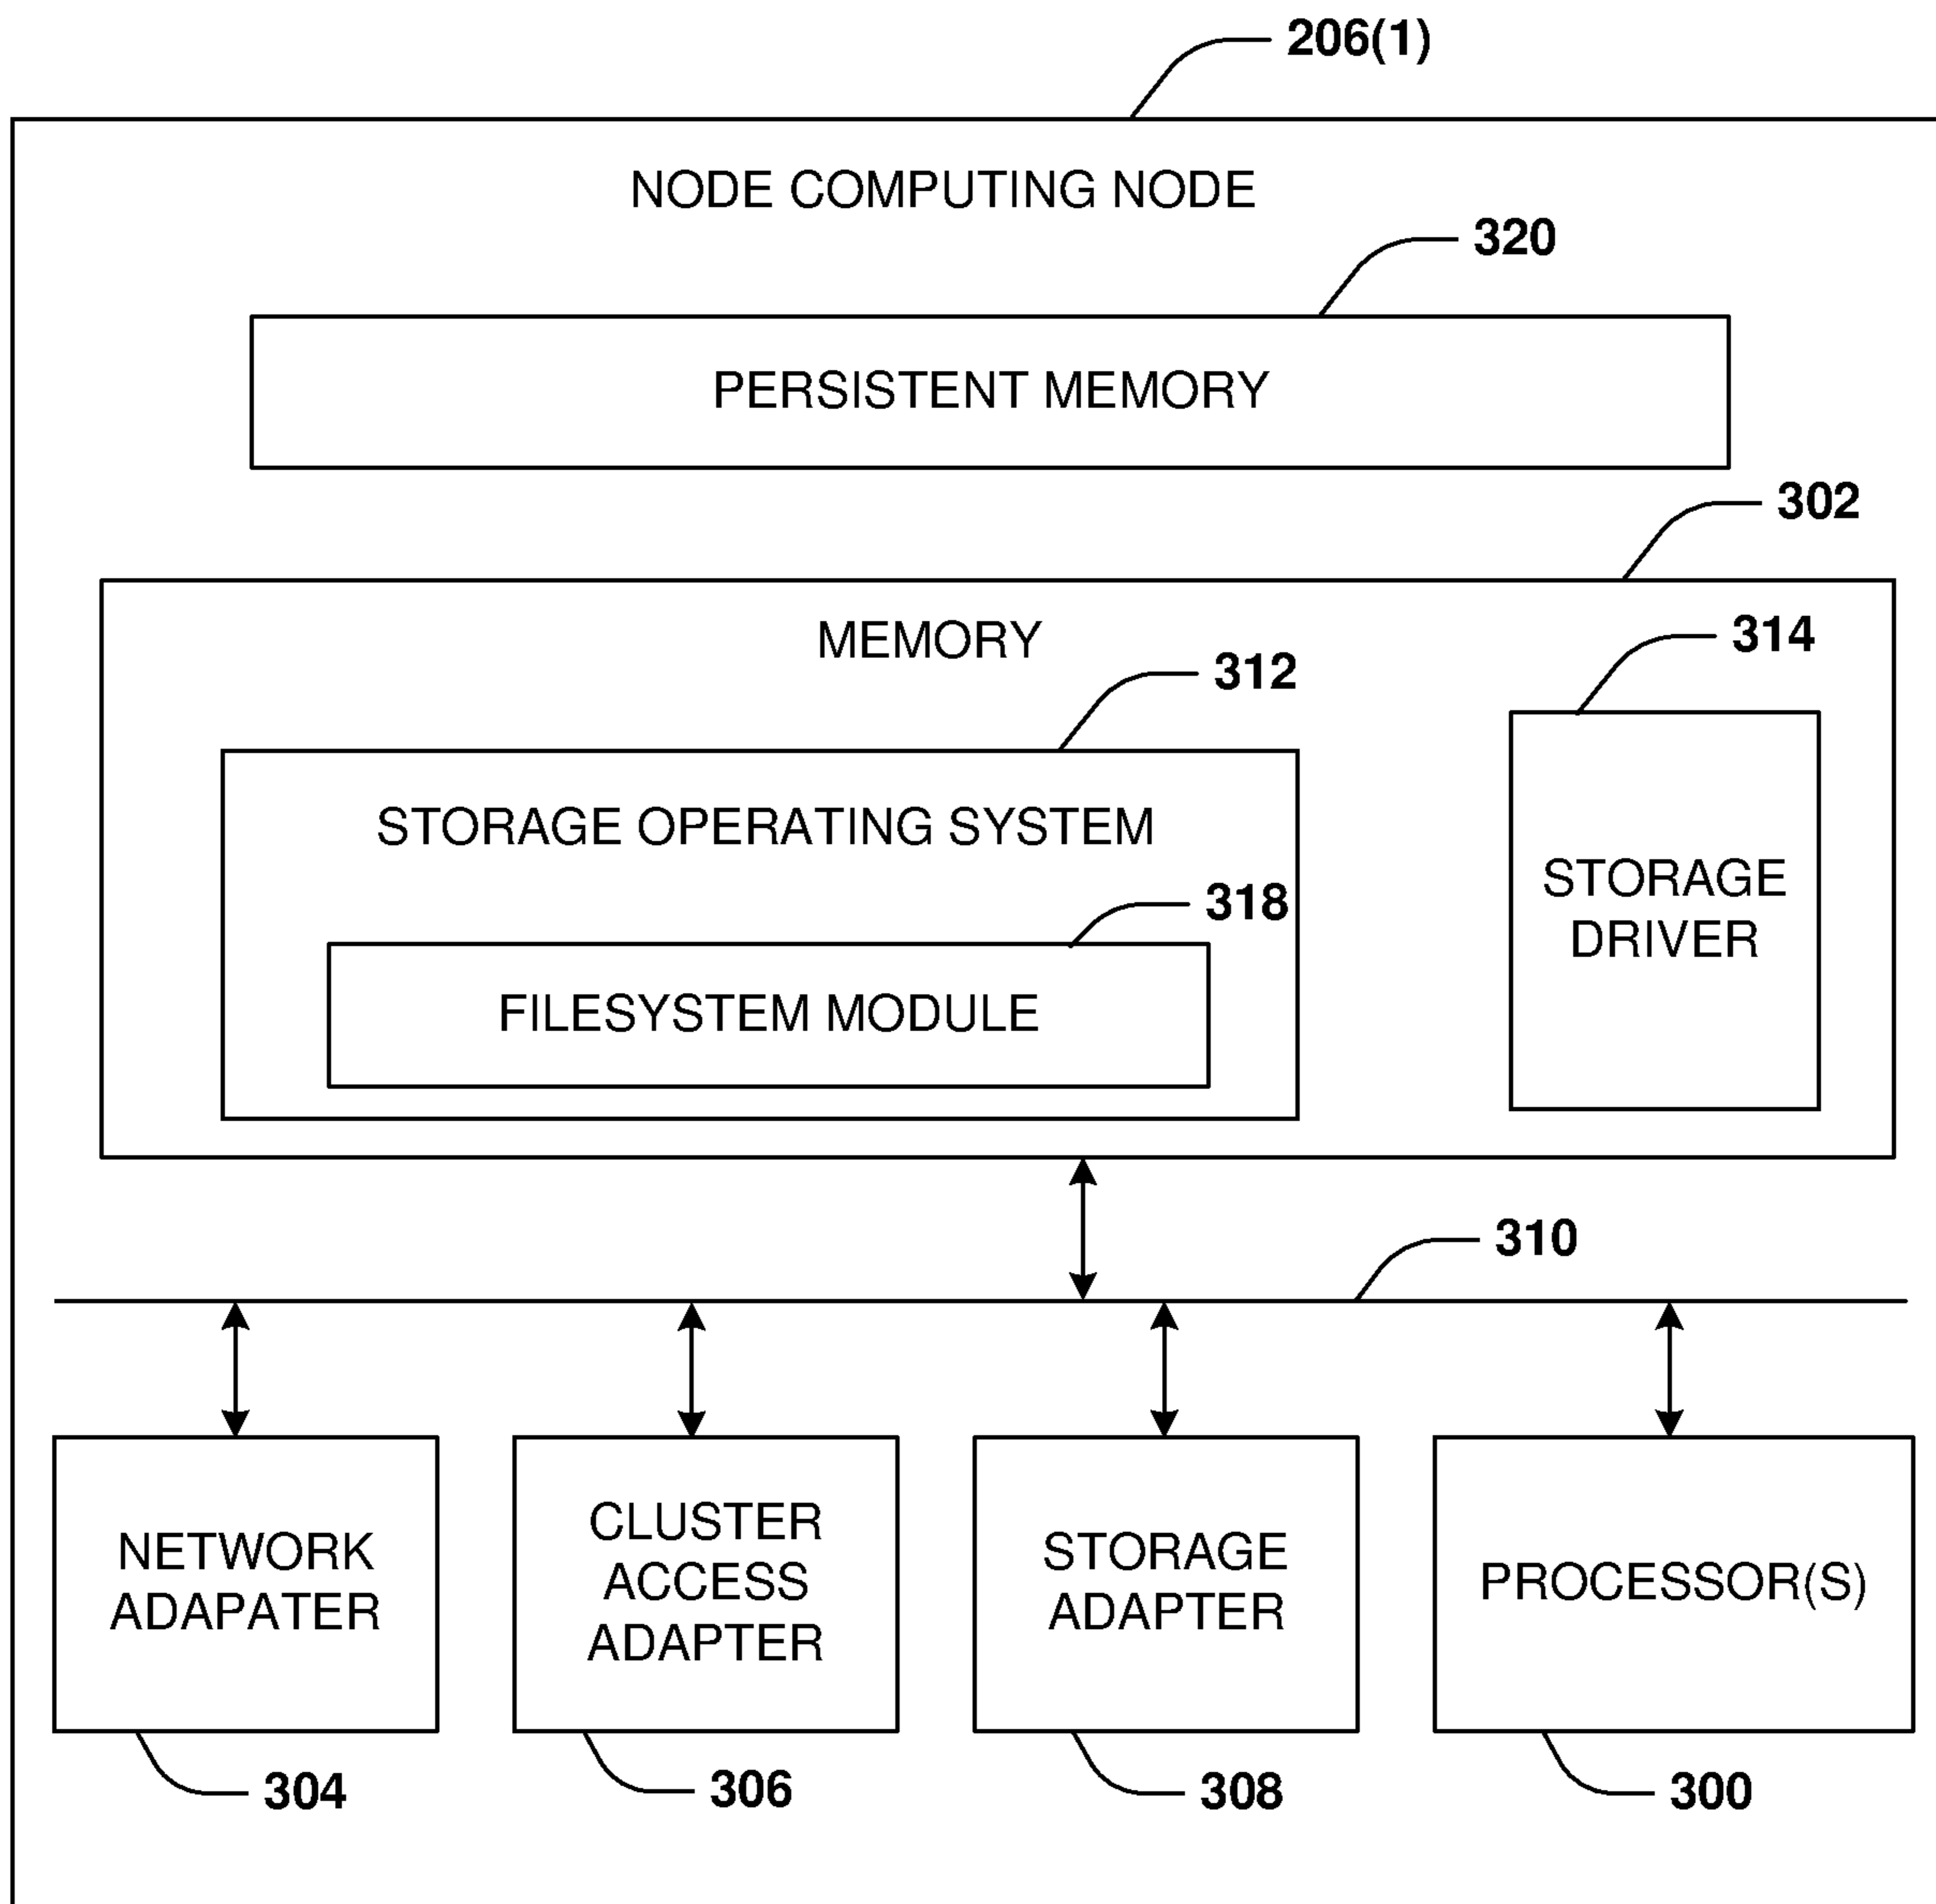 206(1)
NODE COMPUTING NODE
320
PERSISTENT MEMORY
302
MEMORY
314
312
STORAGE OPERATING SYSTEM
STORAGE
DRIVER
318
FILESYSTEM MODULE
310
NETWORK
ADAPATER
CLUSTER
ACCESS
ADAPTER
STORAGE
ADAPTER
PROCESSOR(S)
304
306
308
300